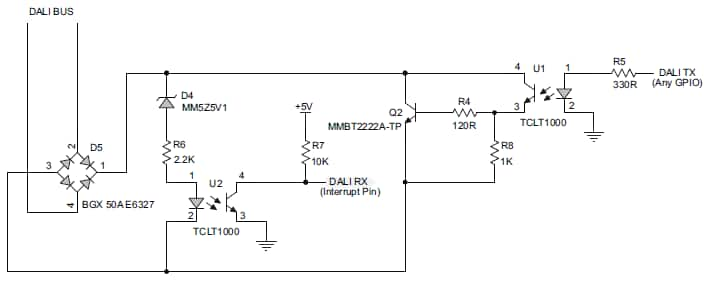 DALI BUS
4
U1
1
R5
DALI TX
330R
(Any GPIO)
D4
MM5Z5V1
+5V
Q2
MMBT2222A-TP
R4
120R
3
2
TCLT1000
R8
1K
R6
2.2K
R7
10K
2
D5
3
1
4
BGX 50A E6327
1
U2
4
DALI RX
(Interrupt Pin)
2
3
TCLT1000